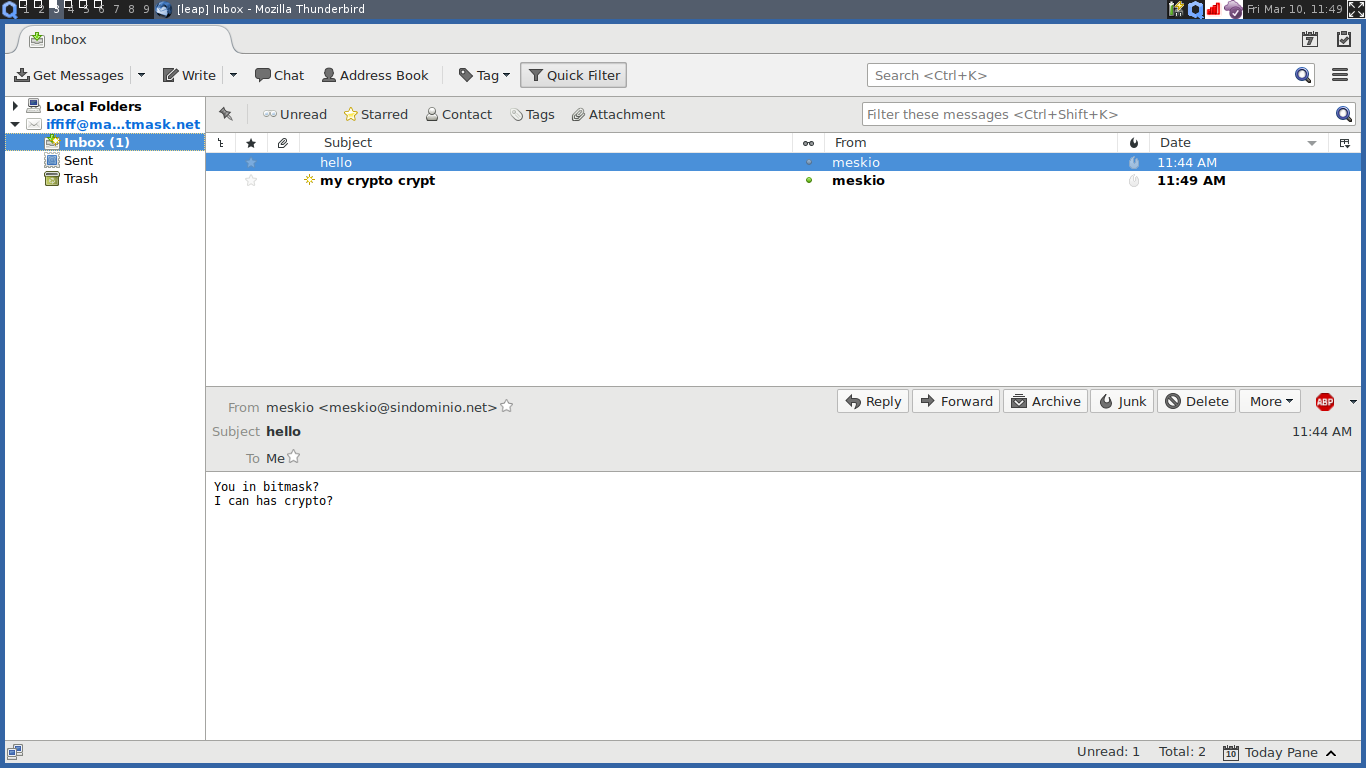 1 2 3 4 5 6 7 8 9 [leap] Inbox - Mozilla Thunderbird Fri Mar 10, 11:49
Inbox 7
Get Messages Write Chat Address Book Tag Quick Filter Search <Ctrl+K>
Local Folders Unread Starred Contact Tags Attachment Filter these messages <Ctrl+Shift+K>
iffiff@ma...tmask.net
Inbox (1) Subject From Date
Sent hello meskio 11:44 AM
Trash my crypto crypt meskio 11:49 AM
From meskio <meskio@sindominio.net> Reply Forward Archive Junk Delete More ABP
Subject hello 11:44 AM
To Me
You in bitmask?
I can has crypto?
Unread: 1 Total: 2 10 Today Pane